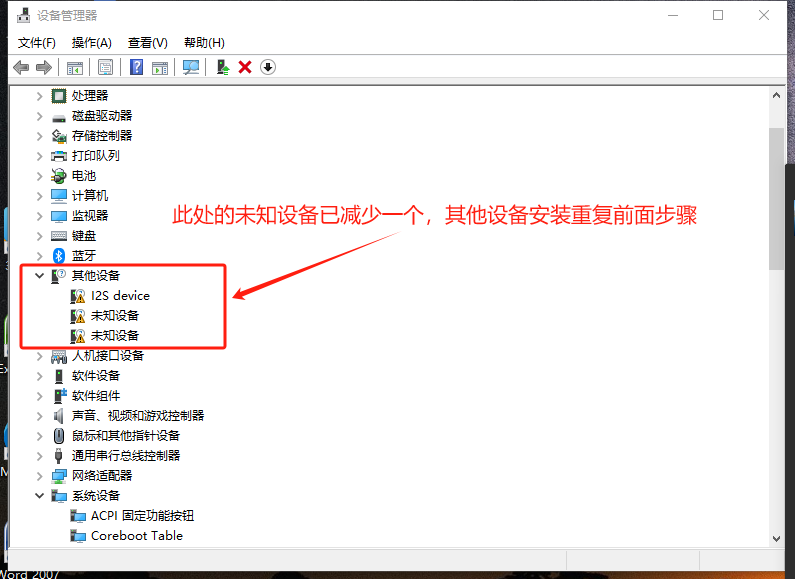 设备管理器
文件(F) 操作(A) 查看(V) 帮助(H)
处理器
磁盘驱动器
存储控制器
打印队列
电池
计算机
监视器
此处的未知设备已减少一个，其他设备安装重复前面步骤
键盘
蓝牙
其他设备
I2S device
未知设备
未知设备
人机接口设备
软件设备
软件组件
声音、视频和游戏控制器
鼠标和其他指针设备
通用串行总线控制器
网络适配器
系统设备
ACPI 固定功能按钮
Coreboot Table
Word 2007